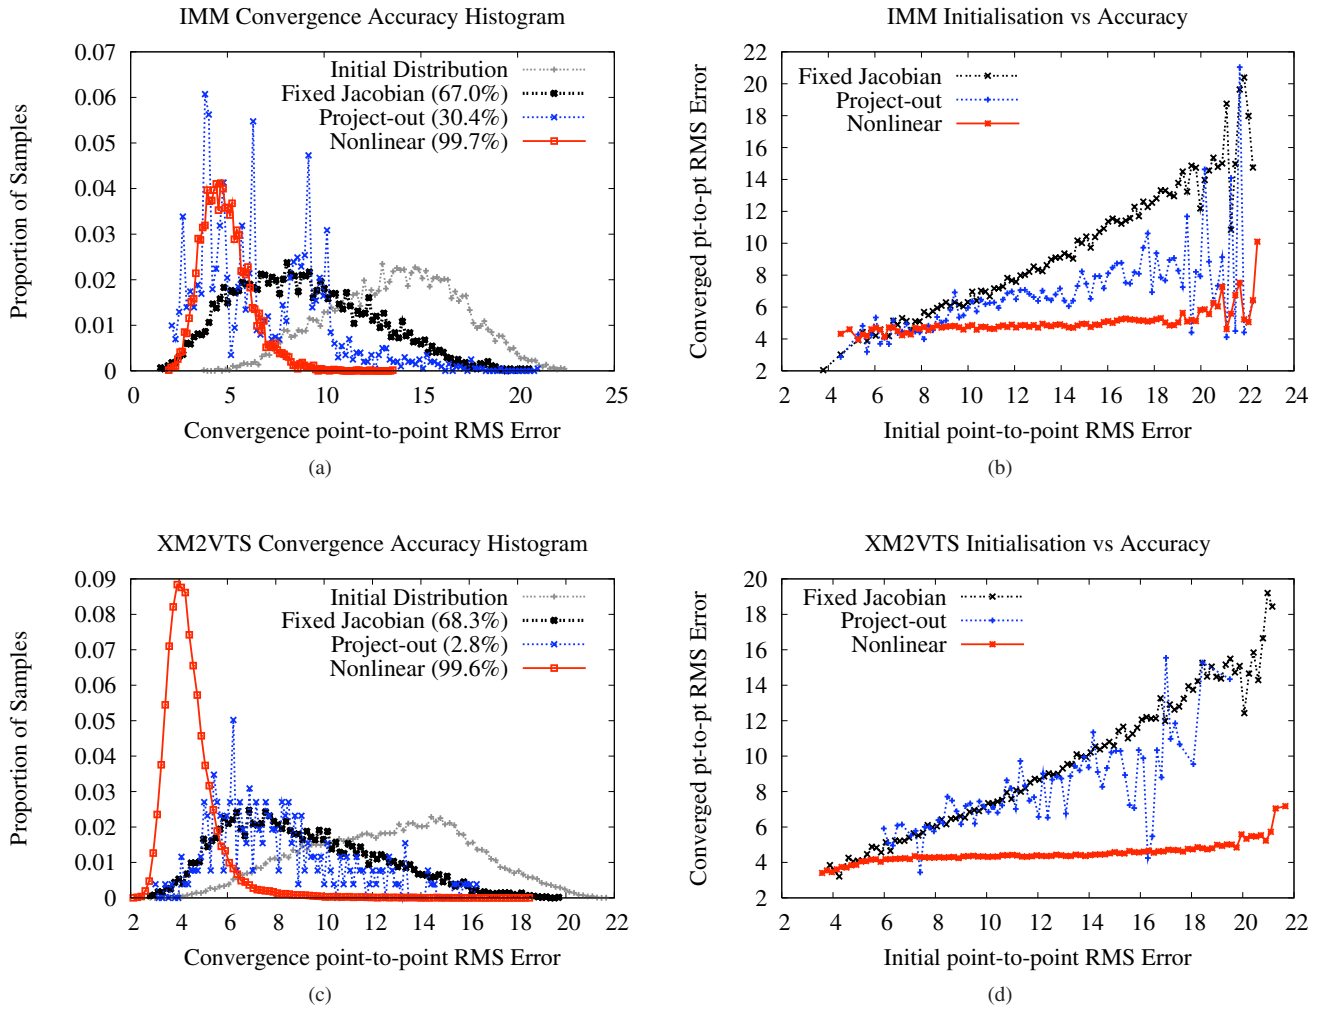 IMM Convergence Accuracy Histogram
Proportion of Samples
0.07
0.06
0.05
0.04
0.03
0.02
0.01
0
Initial Distribution
Fixed Jacobian (67.0%)
Project-out (30.4%)
Nonlinear (99.7%)
0 5 10 15 20 25
Convergence point-to-point RMS Error
(a)
IMM Initialisation vs Accuracy
Converged pt-to-pt RMS Error
22
20
18
16
14
12
10
8
6
4
2
Fixed Jacobian
Project-out
Nonlinear
2 4 6 8 10 12 14 16 18 20 22 24
Initial point-to-point RMS Error
(b)
XM2VTS Convergence Accuracy Histogram
Proportion of Samples
0.09
0.08
0.07
0.06
0.05
0.04
0.03
0.02
0.01
0
Initial Distribution
Fixed Jacobian (68.3%)
Project-out (2.8%)
Nonlinear (99.6%)
2 4 6 8 10 12 14 16 18 20 22
Convergence point-to-point RMS Error
(c)
XM2VTS Initialisation vs Accuracy
Converged pt-to-pt RMS Error
20
18
16
14
12
10
8
6
4
2
Fixed Jacobian
Project-out
Nonlinear
2 4 6 8 10 12 14 16 18 20 22
Initial point-to-point RMS Error
(d)